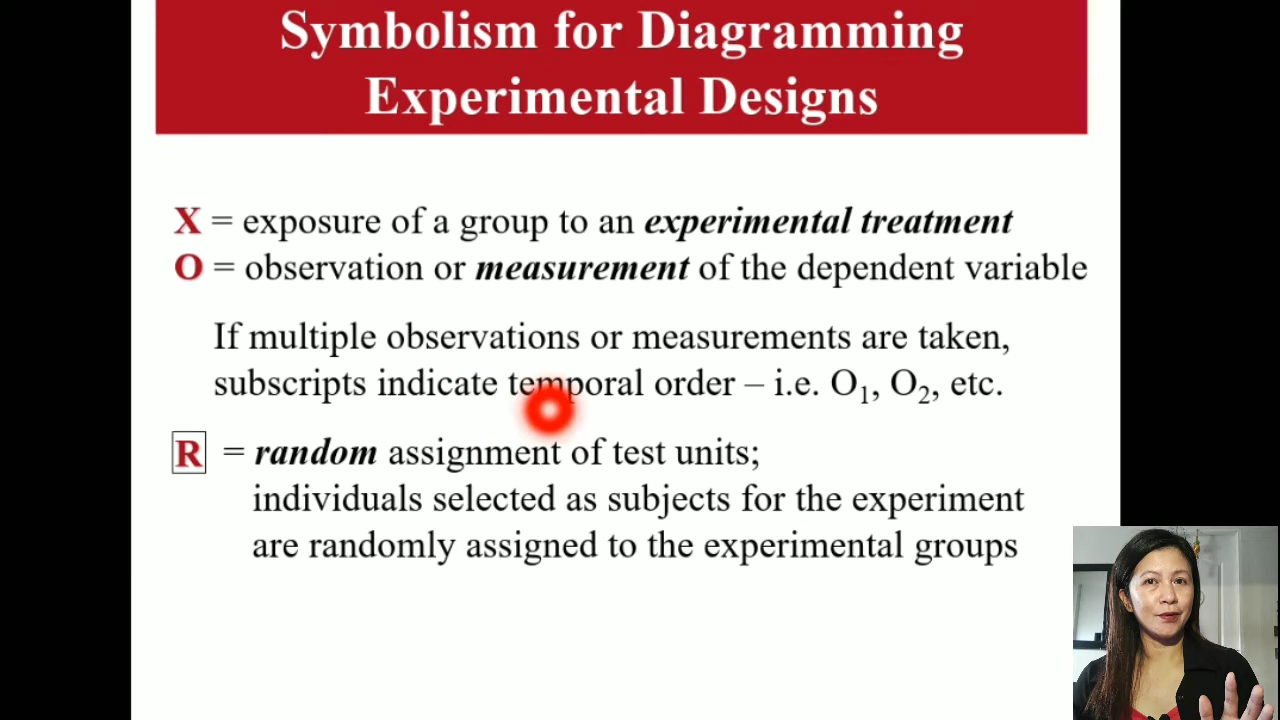 Symbolism for Diagramming
Experimental Designs
X = exposure of a group to an experimental treatment
O = observation or measurement of the dependent variable
If multiple observations or measurements are taken,
subscripts indicate temporal order – i.e. O₁, O₂, etc.
R = random assignment of test units;
individuals selected as subjects for the experiment
are randomly assigned to the experimental groups